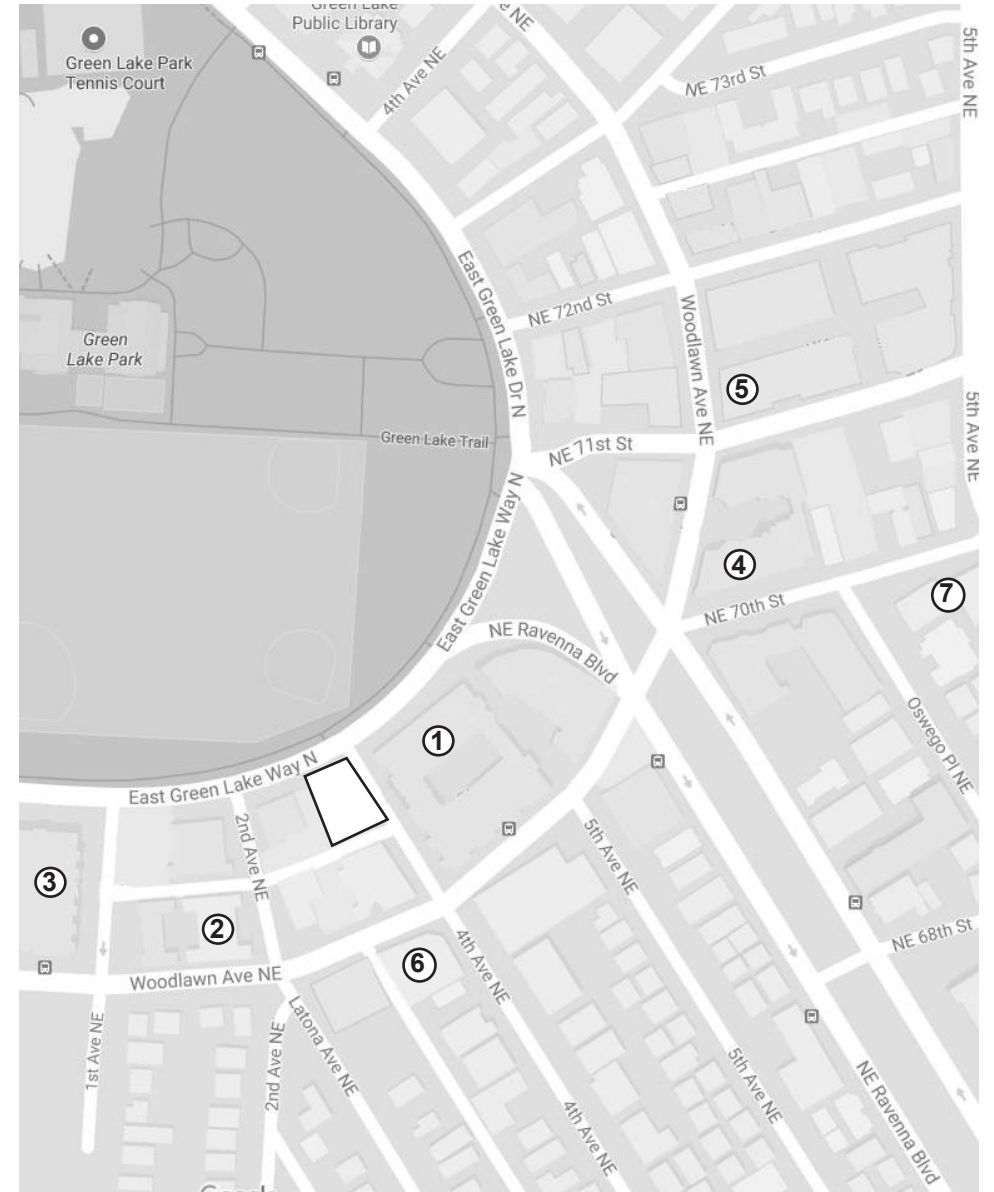 Green Lake
Public Library
Green Lake Park
Tennis Court
4th Ave NE
NE 73rd St
5th Ave NE
East Green Lake Dr N
NE 72nd St
Woodlawn Ave NE
Green
Lake Park
5
5th Ave NE
Green Lake Trail
NE 71st St
East Green Lake Way N
4
NE 70th St
7
NE Ravenna Blvd
Oswego Pl NE
1
East Green Lake Way N
2nd Ave NE
5th Ave NE
3
2
NE 68th St
Woodlawn Ave NE
6
4th Ave NE
Latona Ave NE
1st Ave NE
2nd Ave NE
5th Ave NE
4th Ave NE
NE Ravenna Blvd